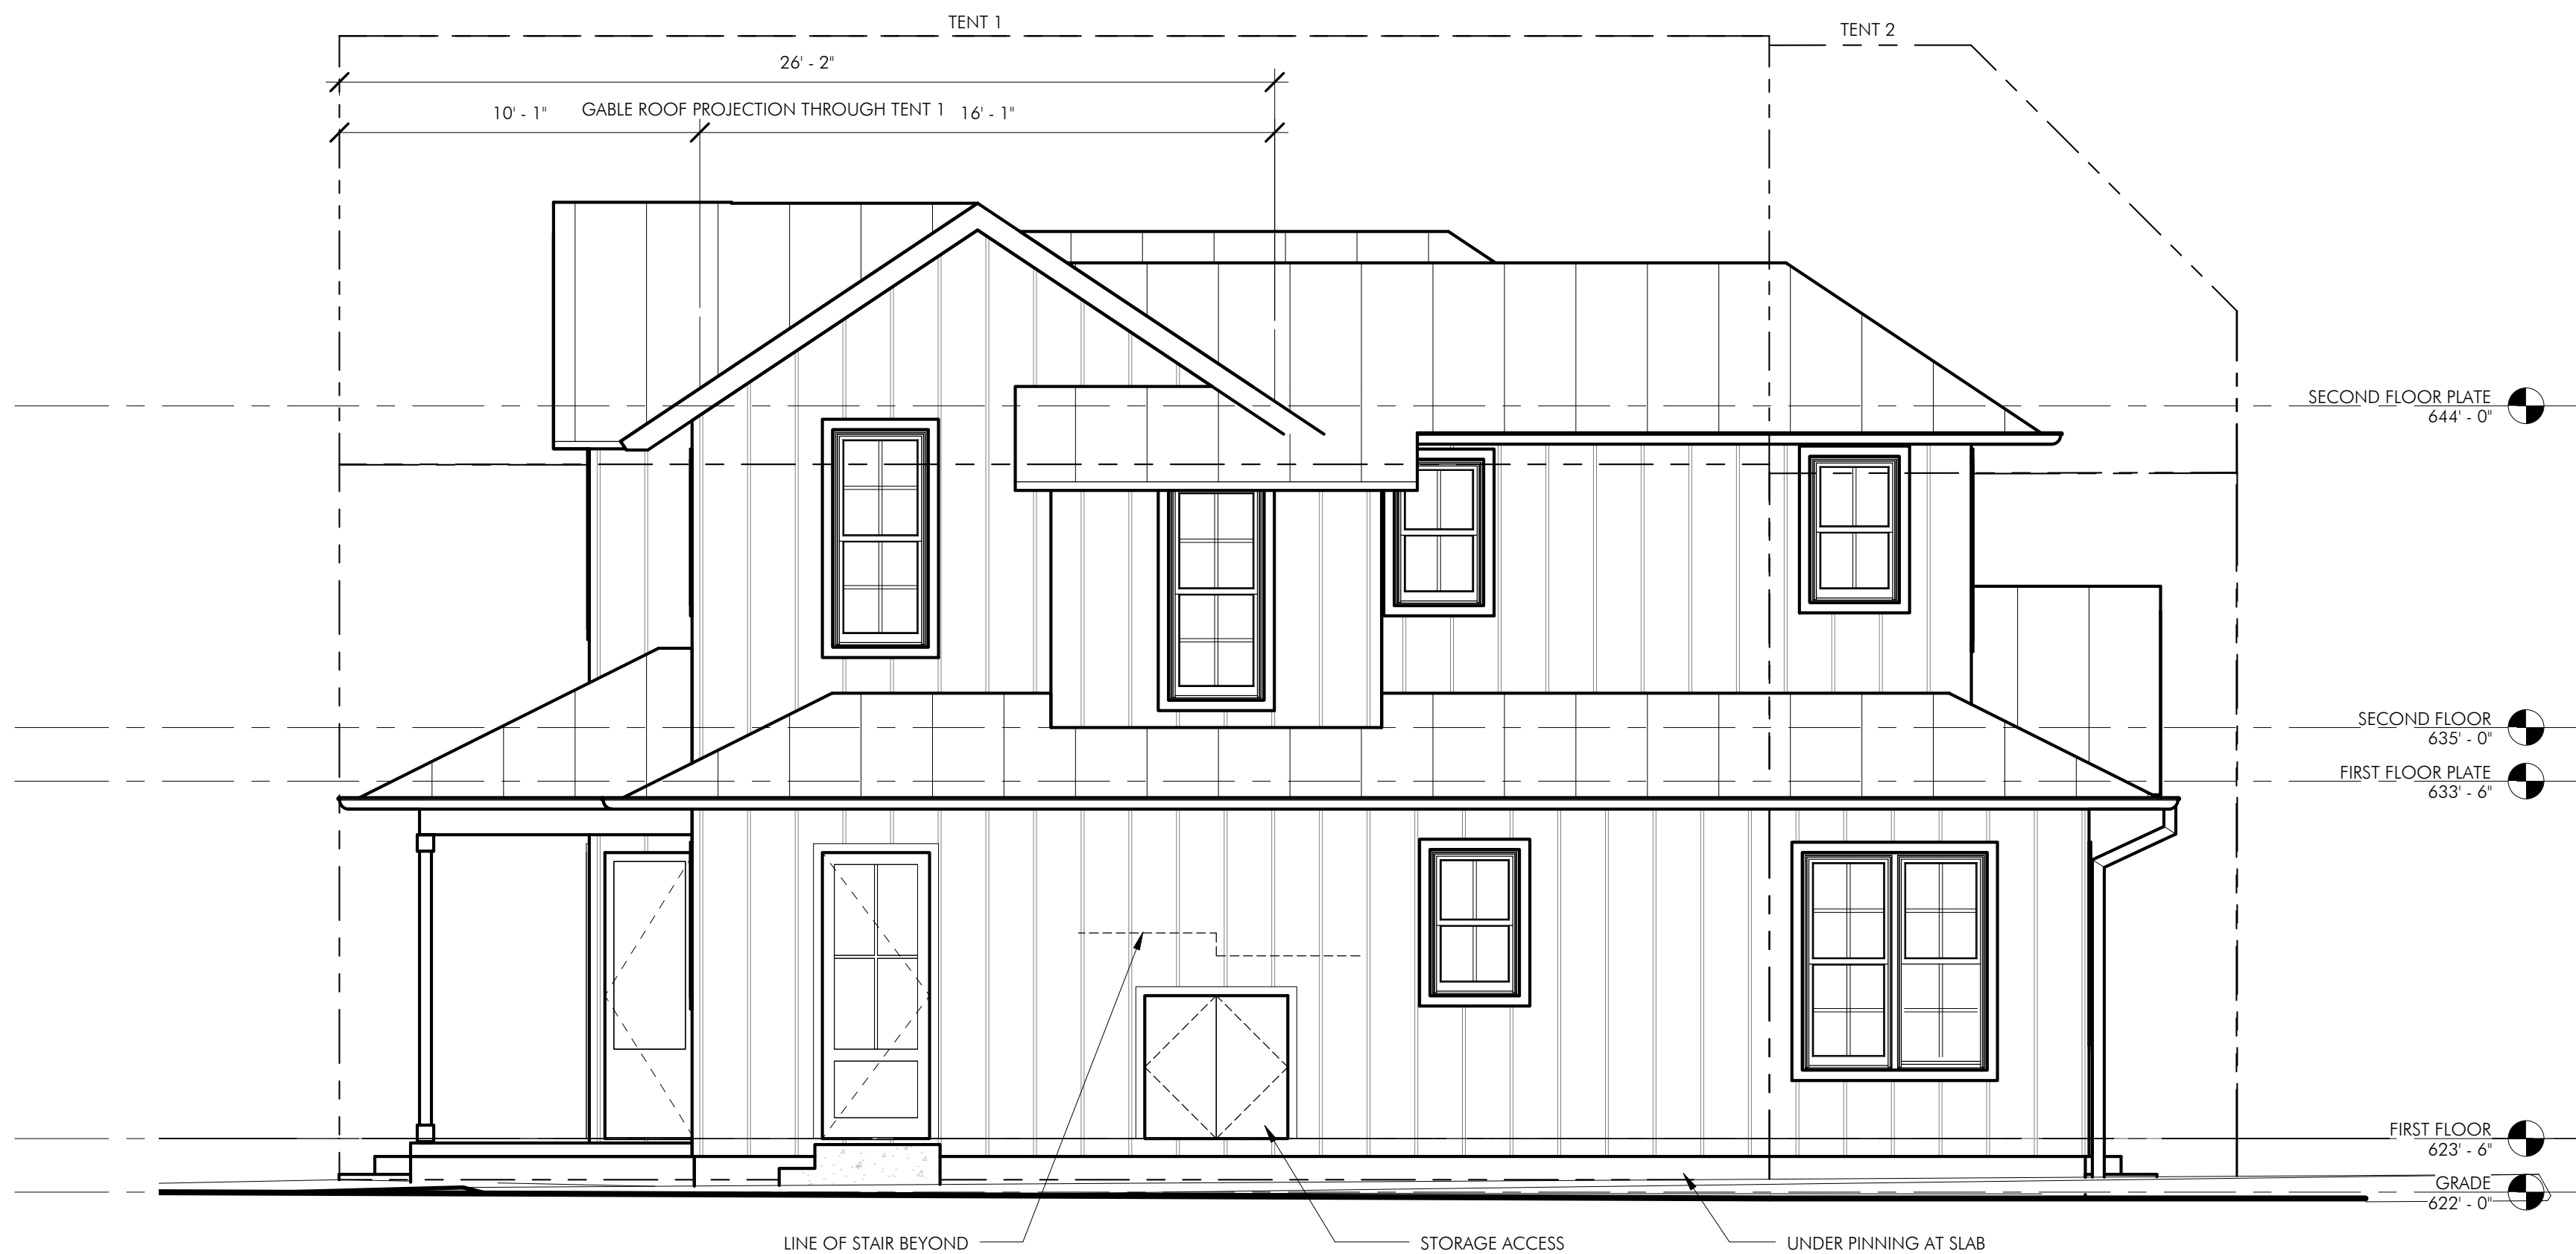 TENT 1
TENT 2
26' - 2"
10' - 1"
GABLE ROOF PROJECTION THROUGH TENT 1
16' - 1"
SECOND FLOOR PLATE
644' - 0"
SECOND FLOOR
635' - 0"
FIRST FLOOR PLATE
633' - 6"
FIRST FLOOR
623' - 6"
GRADE
622' - 0"
LINE OF STAIR BEYOND
STORAGE ACCESS
UNDER PINNING AT SLAB